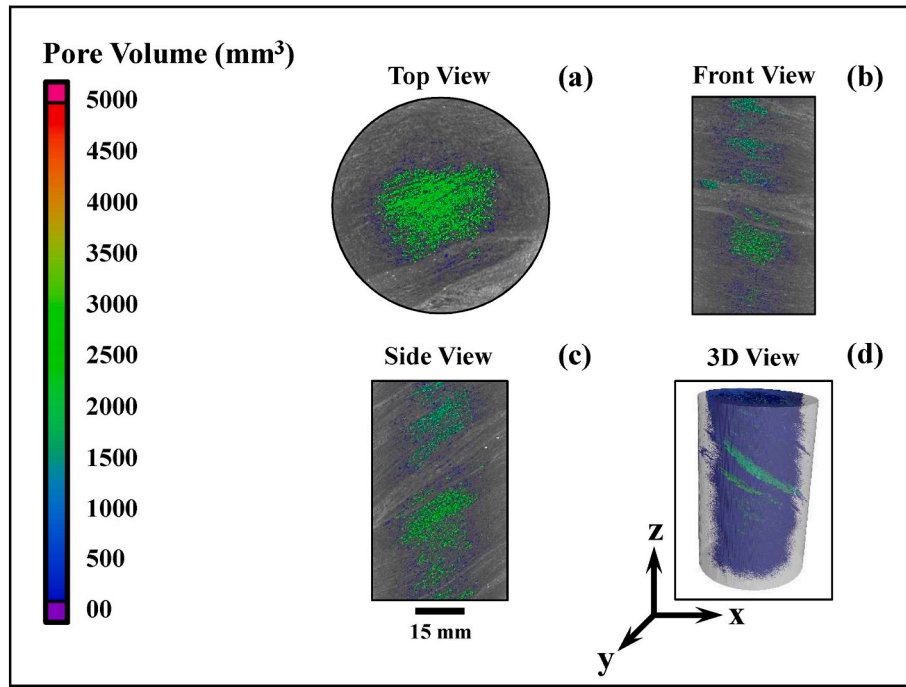 Pore Volume (mm³)
5000
4500
4000
3500
3000
2500
2000
1500
1000
500
00
Top View
(a)
Front View
(b)
Side View
(c)
15 mm
3D View
(d)
z
x
y